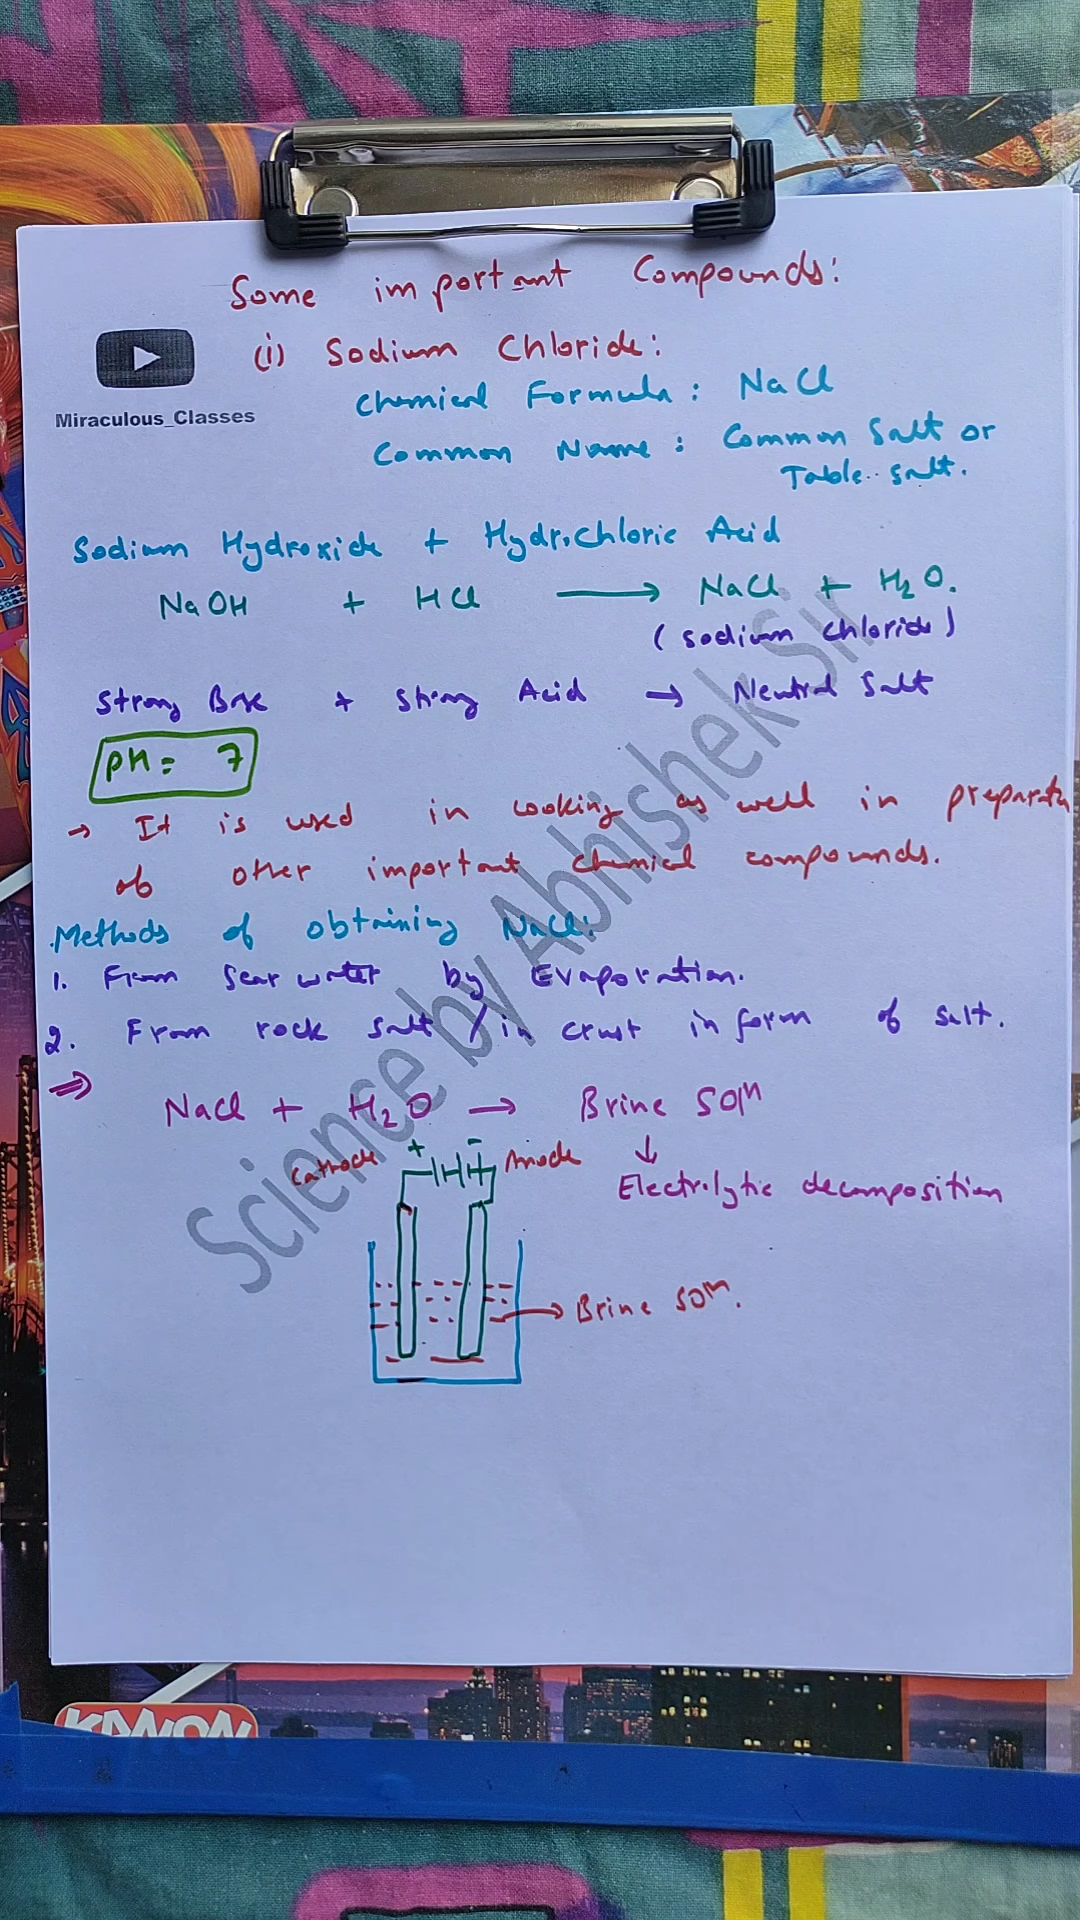 Some important Compounds:
(i) Sodium Chloride:
Miraculous_Classes
Chemical Formula: NaCl
Common Name: Common Salt or
Table salt.
Sodium Hydroxide + Hydrochloric Acid
NaOH + HCl → NaCl + H₂O.
(sodium chloride)
Strong Base + Strong Acid → Neutral Salt
PH = 7
→ It is used in cooking as well in
of other important chemical compounds.
Methods of obtaining NaCl:
1. From Sear water by Evaporation.
2. From rock salt / in crust in form of salt.
⇒ NaCl + H₂O → Brine Solⁿ
↓
Cathode + - Anode
Electrolytic decomposition
→ Brine Solⁿ.
Science by Abhishek Sir